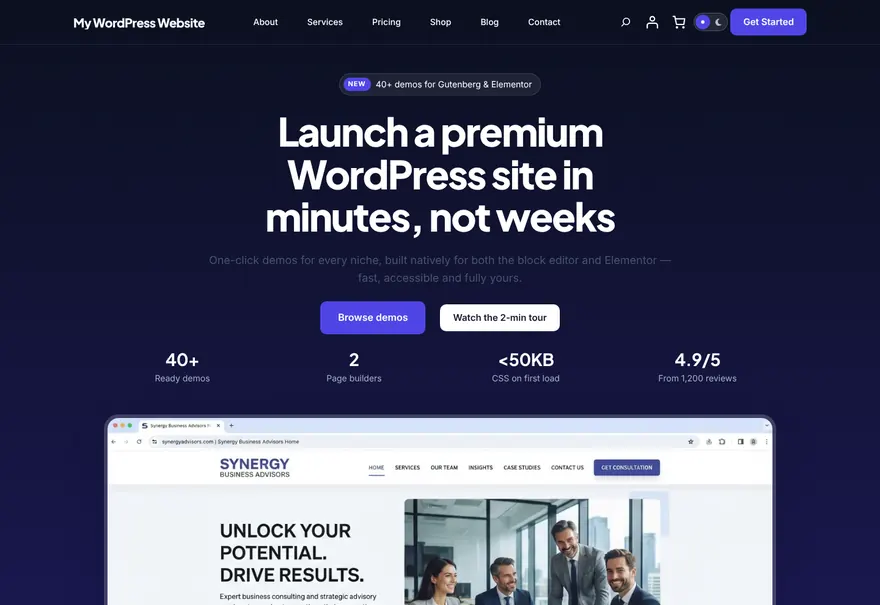 My WordPress Website
About Services Pricing Shop Blog Contact
Get Started
NEW 40+ demos for Gutenberg & Elementor
Launch a premium
WordPress site in
minutes, not weeks
One-click demos for every niche, built natively for both the block editor and Elementor —
fast, accessible and fully yours.
Browse demos Watch the 2-min tour
40+ 2 <50KB 4.9/5
Ready demos Page builders CSS on first load From 1,200 reviews
Synergy Business Advisors
synergyadvisors.com | Synergy Business Advisors Home
SYNERGY
BUSINESS ADVISORS
HOME SERVICES OUR TEAM INSIGHTS CASE STUDIES CONTACT US GET CONSULTATION
UNLOCK YOUR
POTENTIAL.
DRIVE RESULTS.
Expert business consulting and strategic advisory